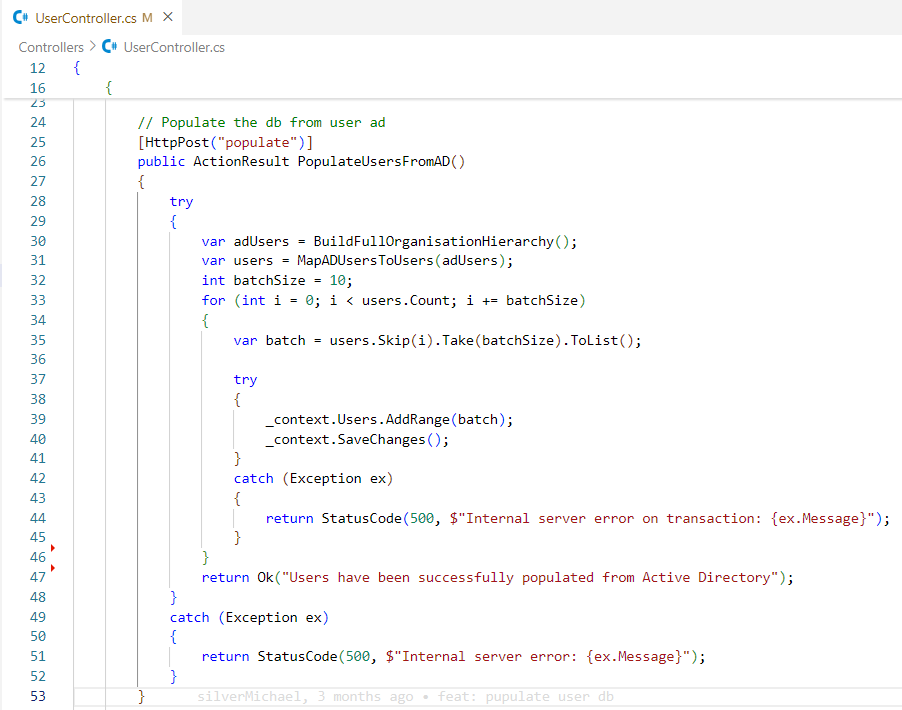 UserController.cs M ×
Controllers > UserController.cs
12 {
16 {
23
24 // Populate the db from user ad
25 [HttpPost("populate")]
26 public ActionResult PopulateUsersFromAD()
27 {
28 try
29 {
30 var adUsers = BuildFullOrganisationHierarchy();
31 var users = MapADUsersToUsers(adUsers);
32 int batchSize = 10;
33 for (int i = 0; i < users.Count; i += batchSize)
34 {
35 var batch = users.Skip(i).Take(batchSize).ToList();
36
37 try
38 {
39 _context.Users.AddRange(batch);
40 _context.SaveChanges();
41 }
42 catch (Exception ex)
43 {
44 return StatusCode(500, $"Internal server error on transaction: {ex.Message}");
45 }
46 }
47 return Ok("Users have been successfully populated from Active Directory");
48 }
49 catch (Exception ex)
50 {
51 return StatusCode(500, $"Internal server error: {ex.Message}");
52 }
53 } silverMichael, 3 months ago • feat: pupulate user db